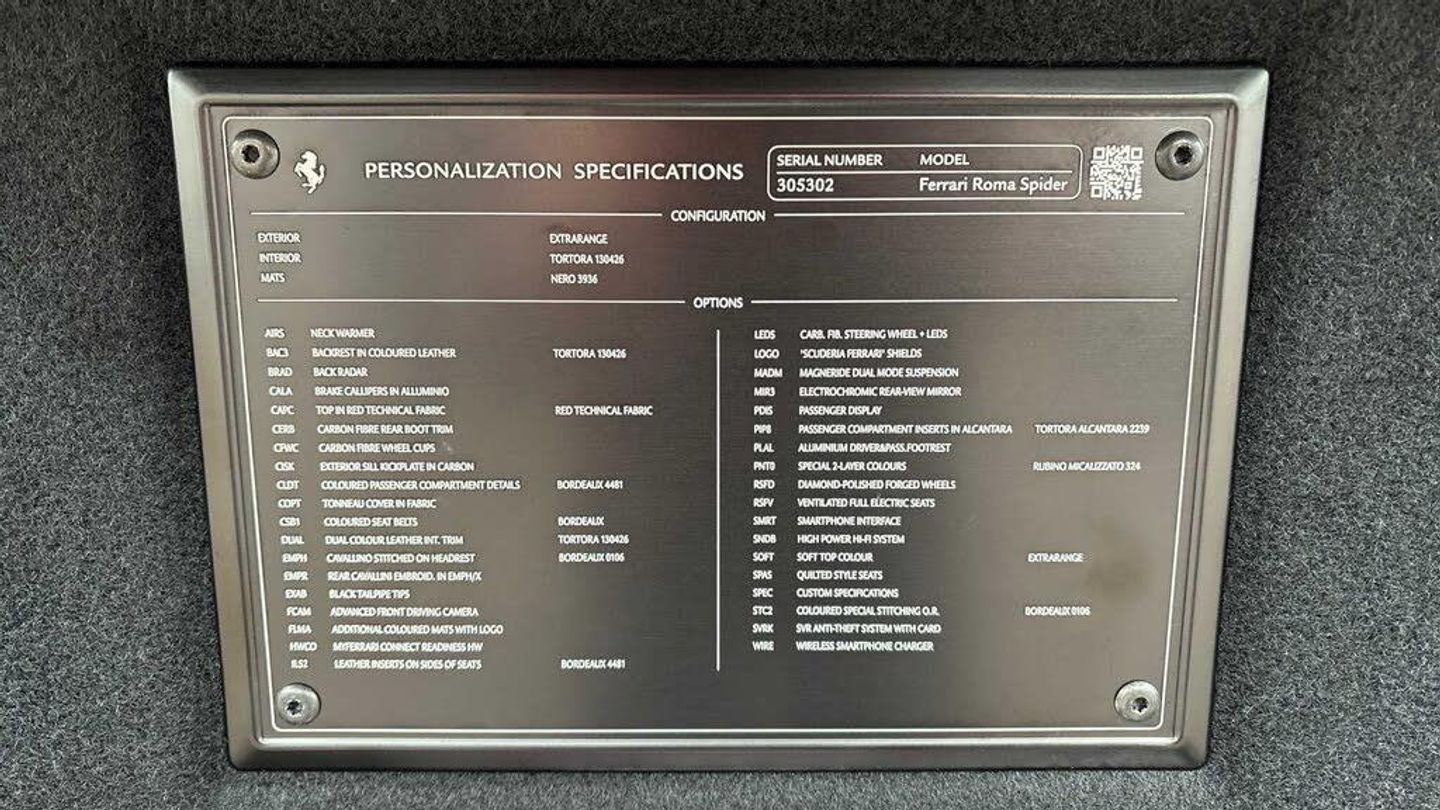 PERSONALIZATION SPECIFICATIONS
SERIAL NUMBER MODEL
305302 Ferrari Roma Spider
CONFIGURATION
EXTERIOR EXTRARANGE
INTERIOR TORTORA 130426
MATS NERO 3936
OPTIONS
AIRS NECK WARMER
BAC3 BACKREST IN COLOURED LEATHER TORTORA 130426
BRAD BACK RADAR
CALA BRAKE CALLIPERS IN ALLUMINIO
CAPC TOP IN RED TECHNICAL FABRIC RED TECHNICAL FABRIC
CERB CARBON FIBRE REAR BOOT TRIM
CFWC CARBON FIBRE WHEEL CUPS
CISK EXTERIOR SILL KICKPLATE IN CARBON
CLDT COLOURED PASSENGER COMPARTMENT DETAILS BORDEAUX 4481
COPT TONNEAU COVER IN FABRIC
CSB1 COLOURED SEAT BELTS BORDEAUX
DUAL DUAL COLOUR LEATHER INT. TRIM TORTORA 130426
EMPH CAVALLINO STITCHED ON HEADREST BORDEAUX 0106
EMPR REAR CAVALLINI EMBROID. IN EMPH/X
EXAB BLACK TAILPIPE TIPS
FCAM ADVANCED FRONT DRIVING CAMERA
FLMA ADDITIONAL COLOURED MATS WITH LOGO
HWCO MYFERRARI CONNECT READINESS HW
ILS2 LEATHER INSERTS ON SIDES OF SEATS BORDEAUX 4481
LEDS CARB. FIB. STEERING WHEEL + LEDS
LOGO "SCUDERIA FERRARI" SHIELDS
MADM MAGNERIDE DUAL MODE SUSPENSION
MIR3 ELECTROCHROMIC REAR-VIEW MIRROR
PDIS PASSENGER DISPLAY
PIP8 PASSENGER COMPARTMENT INSERTS IN ALCANTARA TORTORA ALCANTARA 2239
PLAL ALUMINIUM DRIVER&PASS.FOOTREST
PNT0 SPECIAL 2-LAYER COLOURS RUBINO MICALIZZATO 324
RSFD DIAMOND-POLISHED FORGED WHEELS
RSFV VENTILATED FULL ELECTRIC SEATS
SMRT SMARTPHONE INTERFACE
SNDB HIGH POWER HI-FI SYSTEM
SOFT SOFT TOP COLOUR EXTRARANGE
SPAS QUILTED STYLE SEATS
SPEC CUSTOM SPECIFICATIONS
STC2 COLOURED SPECIAL STITCHING O.R. BORDEAUX 0106
SVRK SVR ANTI-THEFT SYSTEM WITH CARD
WIRE WIRELESS SMARTPHONE CHARGER